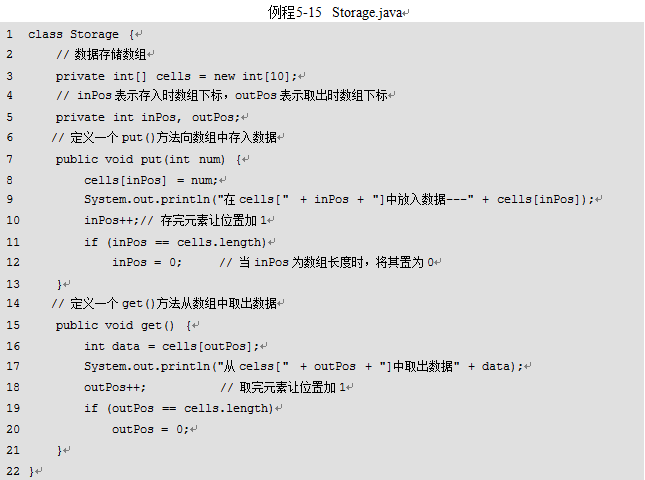 例程5-15 Storage.java
1 class Storage {
2 // 数据存储数组
3 private int[] cells = new int[10];
4 // inPos表示存入时数组下标，outPos表示取出时数组下标
5 private int inPos, outPos;
6 // 定义一个put()方法向数组中存入数据
7 public void put(int num) {
8 cells[inPos] = num;
9 System.out.println("在cells[" + inPos + "]中放入数据---" + cells[inPos]);
10 inPos++;// 存完元素让位置加1
11 if (inPos == cells.length)
12 inPos = 0; // 当inPos为数组长度时，将其置为0
13 }
14 // 定义一个get()方法从数组中取出数据
15 public void get() {
16 int data = cells[outPos];
17 System.out.println("从celss[" + outPos + "]中取出数据" + data);
18 outPos++; // 取完元素让位置加1
19 if (outPos == cells.length)
20 outPos = 0;
21 }
22 }